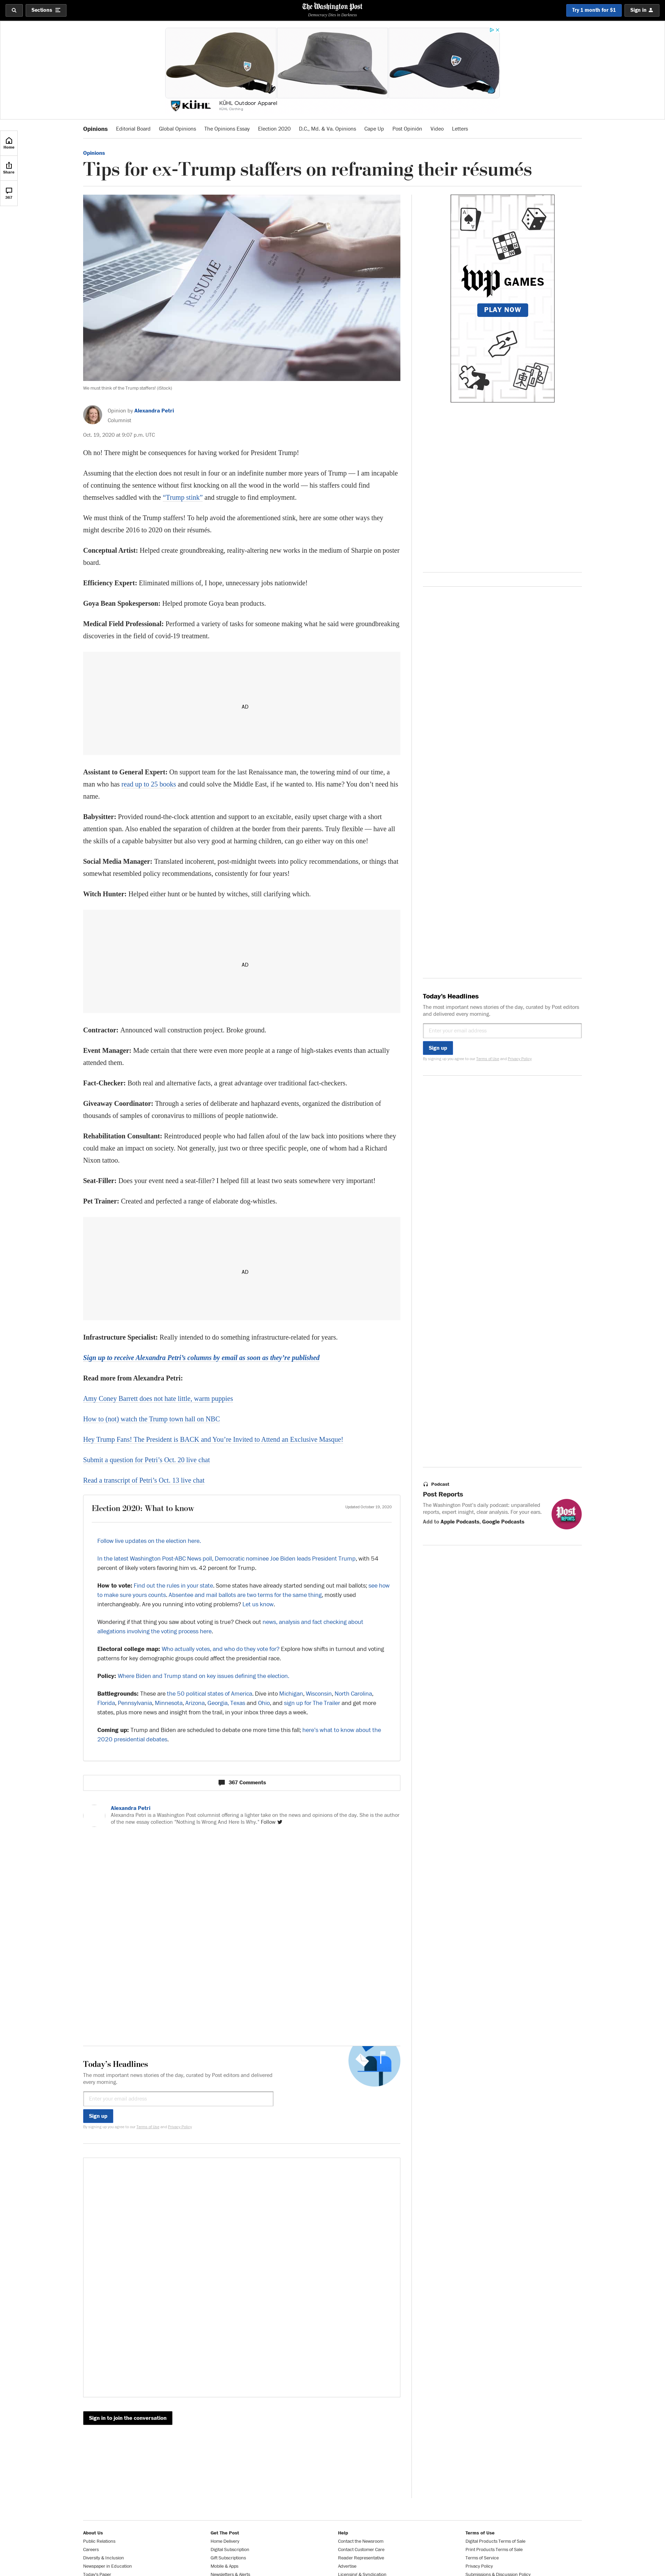 Sections
The Washington Post
Democracy Dies in Darkness
Try 1 month for $1
Sign in
KÜHL
KÜHL Outdoor Apparel
KÜHL Clothing
Home
Share
367
Opinions
Editorial Board
Global Opinions
The Opinions Essay
Election 2020
D.C., Md. & Va. Opinions
Cape Up
Post Opinión
Video
Letters
Opinions
Tips for ex-Trump staffers on reframing their résumés
RESUME
We must think of the Trump staffers! (iStock)
wp GAMES
PLAY NOW
Opinion by Alexandra Petri
Columnist
Oct. 19, 2020 at 9:07 p.m. UTC
Oh no! There might be consequences for having worked for President Trump!
Assuming that the election does not result in four or an indefinite number more years of Trump — I am incapable
of continuing the sentence without first knocking on all the wood in the world — his staffers could find
themselves saddled with the “Trump stink” and struggle to find employment.
We must think of the Trump staffers! To help avoid the aforementioned stink, here are some other ways they
might describe 2016 to 2020 on their résumés.
Conceptual Artist: Helped create groundbreaking, reality-altering new works in the medium of Sharpie on poster
board.
Efficiency Expert: Eliminated millions of, I hope, unnecessary jobs nationwide!
Goya Bean Spokesperson: Helped promote Goya bean products.
Medical Field Professional: Performed a variety of tasks for someone making what he said were groundbreaking
discoveries in the field of covid-19 treatment.
AD
Assistant to General Expert: On support team for the last Renaissance man, the towering mind of our time, a
man who has read up to 25 books and could solve the Middle East, if he wanted to. His name? You don’t need his
name.
Babysitter: Provided round-the-clock attention and support to an excitable, easily upset charge with a short
attention span. Also enabled the separation of children at the border from their parents. Truly flexible — have all
the skills of a capable babysitter but also very good at harming children, can go either way on this one!
Social Media Manager: Translated incoherent, post-midnight tweets into policy recommendations, or things that
somewhat resembled policy recommendations, consistently for four years!
Witch Hunter: Helped either hunt or be hunted by witches, still clarifying which.
AD
Contractor: Announced wall construction project. Broke ground.
Event Manager: Made certain that there were even more people at a range of high-stakes events than actually
attended them.
Fact-Checker: Both real and alternative facts, a great advantage over traditional fact-checkers.
Giveaway Coordinator: Through a series of deliberate and haphazard events, organized the distribution of
thousands of samples of coronavirus to millions of people nationwide.
Rehabilitation Consultant: Reintroduced people who had fallen afoul of the law back into positions where they
could make an impact on society. Not generally, just two or three specific people, one of whom had a Richard
Nixon tattoo.
Seat-Filler: Does your event need a seat-filler? I helped fill at least two seats somewhere very important!
Pet Trainer: Created and perfected a range of elaborate dog-whistles.
AD
Infrastructure Specialist: Really intended to do something infrastructure-related for years.
Sign up to receive Alexandra Petri’s columns by email as soon as they’re published
Read more from Alexandra Petri:
Amy Coney Barrett does not hate little, warm puppies
How to (not) watch the Trump town hall on NBC
Hey Trump Fans! The President is BACK and You’re Invited to Attend an Exclusive Masque!
Submit a question for Petri’s Oct. 20 live chat
Read a transcript of Petri’s Oct. 13 live chat
Election 2020: What to know
Updated October 19, 2020
Follow live updates on the election here.
In the latest Washington Post-ABC News poll, Democratic nominee Joe Biden leads President Trump, with 54
percent of likely voters favoring him vs. 42 percent for Trump.
How to vote: Find out the rules in your state. Some states have already started sending out mail ballots; see how
to make sure yours counts. Absentee and mail ballots are two terms for the same thing, mostly used
interchangeably. Are you running into voting problems? Let us know.
Wondering if that thing you saw about voting is true? Check out news, analysis and fact checking about
allegations involving the voting process here.
Electoral college map: Who actually votes, and who do they vote for? Explore how shifts in turnout and voting
patterns for key demographic groups could affect the presidential race.
Policy: Where Biden and Trump stand on key issues defining the election.
Battlegrounds: These are the 50 political states of America. Dive into Michigan, Wisconsin, North Carolina,
Florida, Pennsylvania, Minnesota, Arizona, Georgia, Texas and Ohio, and sign up for The Trailer and get more
states, plus more news and insight from the trail, in your inbox three days a week.
Coming up: Trump and Biden are scheduled to debate one more time this fall; here's what to know about the
2020 presidential debates.
367 Comments
Alexandra Petri
Alexandra Petri is a Washington Post columnist offering a lighter take on the news and opinions of the day. She is the author
of the new essay collection "Nothing Is Wrong And Here Is Why." Follow
Today's Headlines
The most important news stories of the day, curated by Post editors
and delivered every morning.
Enter your email address
Sign up
By signing up you agree to our Terms of Use and Privacy Policy
Podcast
Post Reports
The Washington Post's daily podcast: unparalleled
reports, expert insight, clear analysis. For your ears.
Add to Apple Podcasts, Google Podcasts
Post REPORTS
Today's Headlines
The most important news stories of the day, curated by Post editors and delivered
every morning.
Enter your email address
Sign up
By signing up you agree to our Terms of Use and Privacy Policy
Sign in to join the conversation
About Us
Public Relations
Careers
Diversity & Inclusion
Newspaper in Education
Today's Paper
Get The Post
Home Delivery
Digital Subscription
Gift Subscriptions
Mobile & Apps
Newsletters & Alerts
Help
Contact the Newsroom
Contact Customer Care
Reader Representative
Advertise
Licensing & Syndication
Terms of Use
Digital Products Terms of Sale
Print Products Terms of Sale
Terms of Service
Privacy Policy
Submissions & Discussion Policy